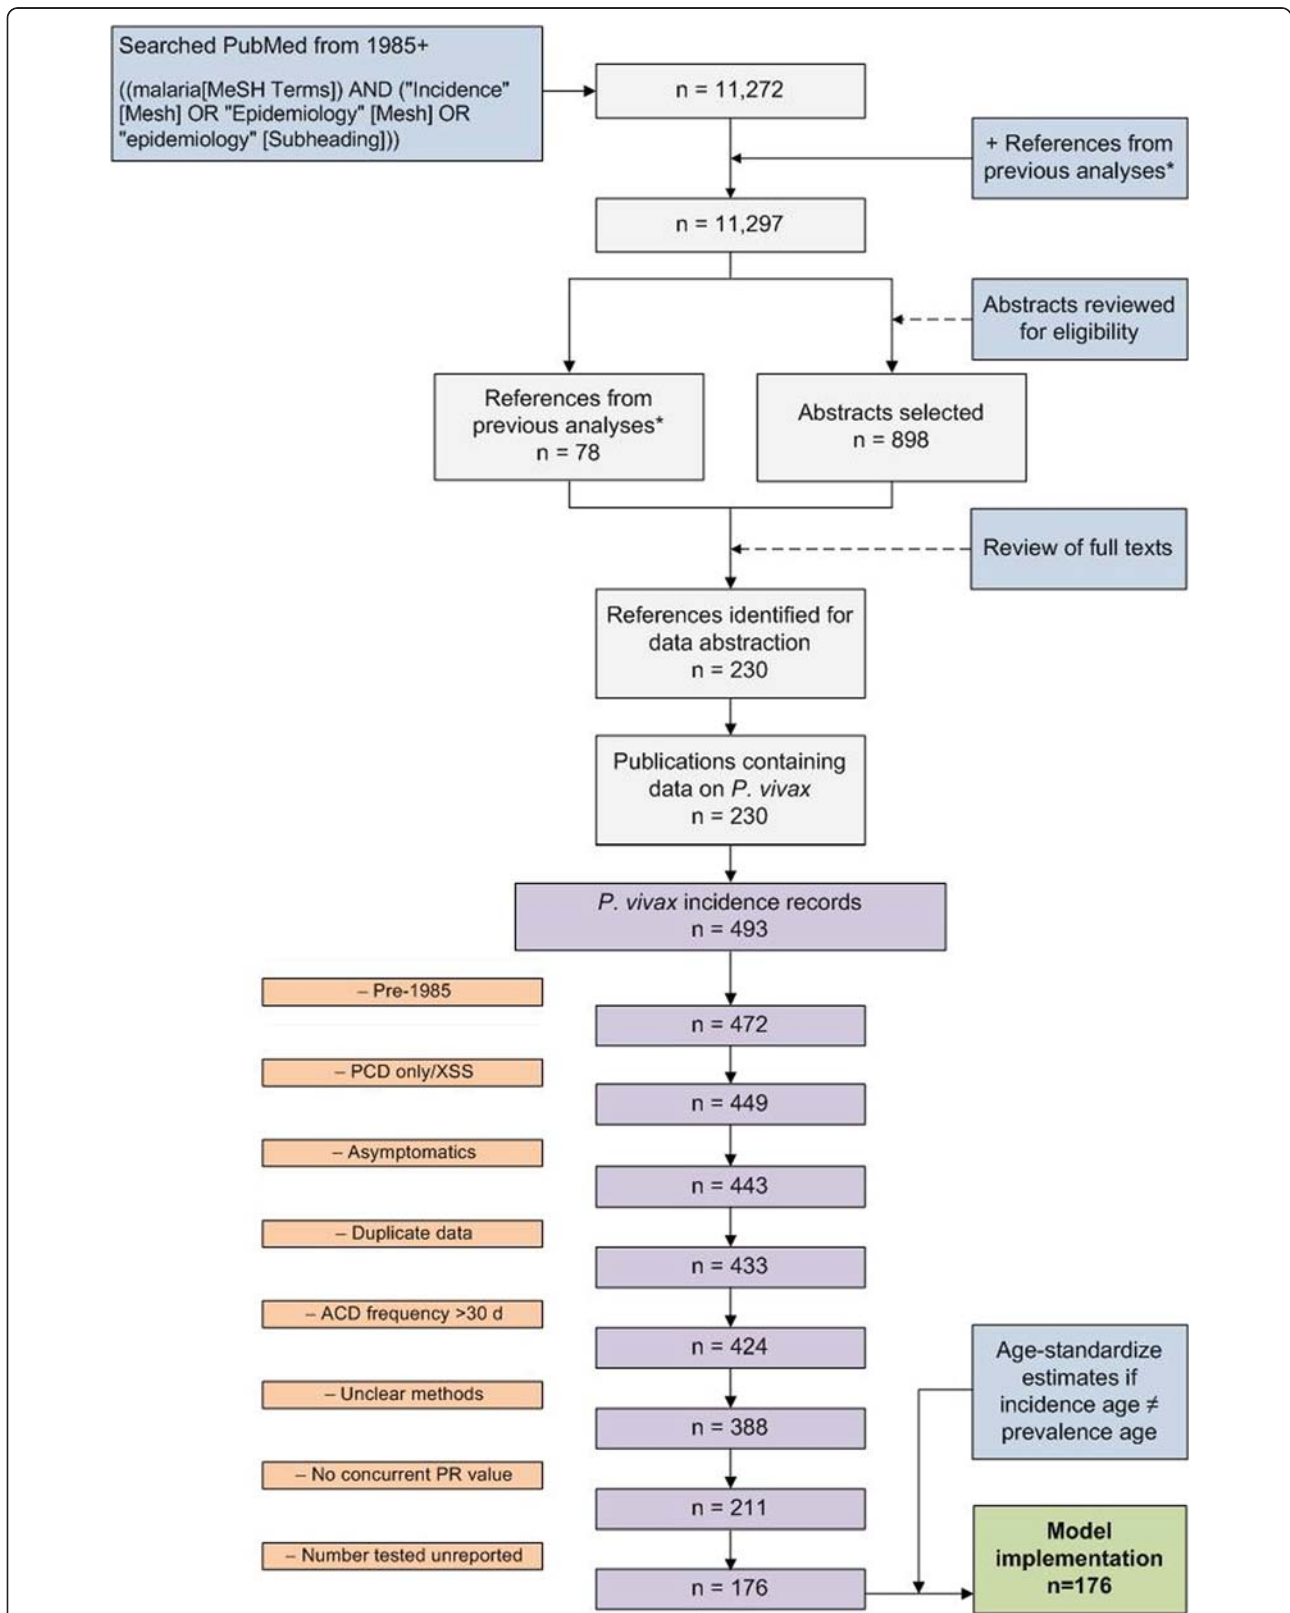 Searched PubMed from 1985+
((malaria[MeSH Terms]) AND ("Incidence"
[Mesh] OR "Epidemiology" [Mesh] OR
"epidemiology" [Subheading]))
n = 11,272
+ References from
previous analyses*
n = 11,297
Abstracts reviewed
for eligibility
References from
previous analyses*
n = 78
Abstracts selected
n = 898
Review of full texts
References identified for
data abstraction
n = 230
Publications containing
data on P. vivax
n = 230
P. vivax incidence records
n = 493
– Pre-1985
n = 472
– PCD only/XSS
n = 449
– Asymptomatics
n = 443
– Duplicate data
n = 433
– ACD frequency >30 d
n = 424
– Unclear methods
n = 388
– No concurrent PR value
n = 211
– Number tested unreported
n = 176
Age-standardize
estimates if
incidence age ≠
prevalence age
Model
implementation
n=176